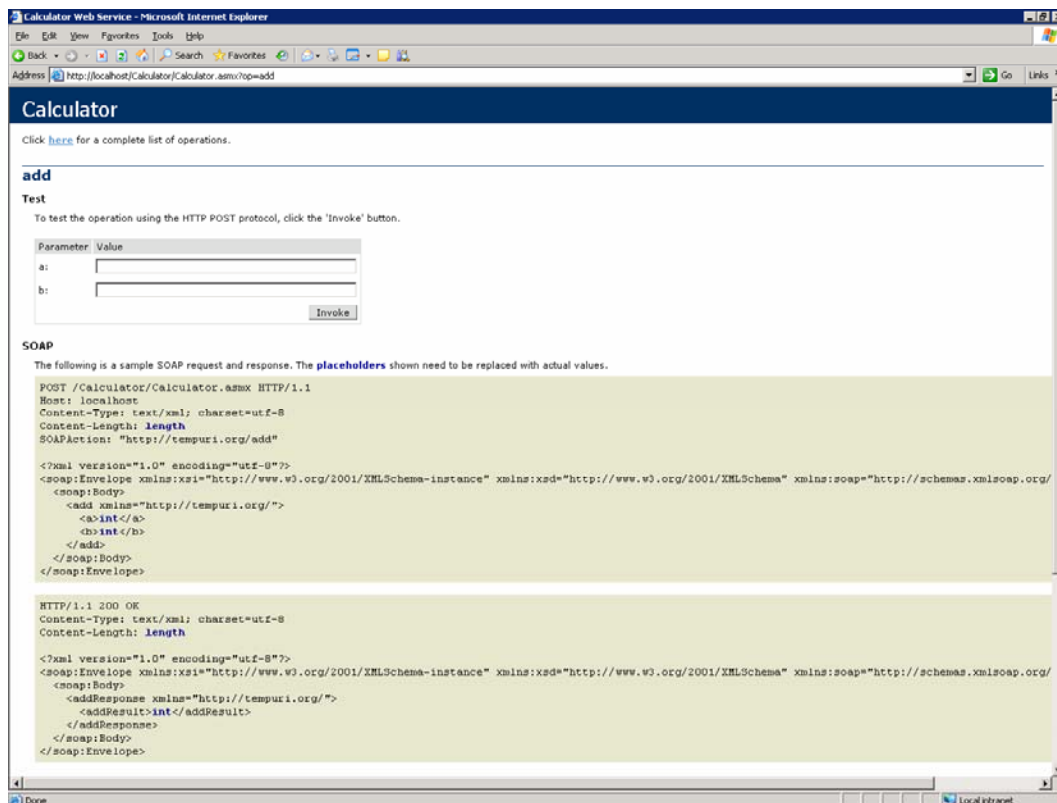 Calculator Web Service - Microsoft Internet Explorer
File Edit View Favorites Tools Help
Back Search Favorites
Address http://localhost/Calculator/Calculator.asmx?op=add Go Links
Calculator
Click here for a complete list of operations.
add
Test
To test the operation using the HTTP POST protocol, click the 'Invoke' button.
Parameter Value
a:
b:
Invoke
SOAP
The following is a sample SOAP request and response. The placeholders shown need to be replaced with actual values.
POST /Calculator/Calculator.asmx HTTP/1.1
Host: localhost
Content-Type: text/xml; charset=utf-8
Content-Length: length
SOAPAction: "http://tempuri.org/add"
<?xml version="1.0" encoding="utf-8"?>
<soap:Envelope xmlns:xsi="http://www.w3.org/2001/XMLSchema-instance" xmlns:xsd="http://www.w3.org/2001/XMLSchema" xmlns:soap="http://schemas.xmlsoap.org/
<soap:Body>
<add xmlns="http://tempuri.org/">
<a>int</a>
<b>int</b>
</add>
</soap:Body>
</soap:Envelope>
HTTP/1.1 200 OK
Content-Type: text/xml; charset=utf-8
Content-Length: length
<?xml version="1.0" encoding="utf-8"?>
<soap:Envelope xmlns:xsi="http://www.w3.org/2001/XMLSchema-instance" xmlns:xsd="http://www.w3.org/2001/XMLSchema" xmlns:soap="http://schemas.xmlsoap.org/
<soap:Body>
<addResponse xmlns="http://tempuri.org/">
<addResult>int</addResult>
</addResponse>
</soap:Body>
</soap:Envelope>
Done Local intranet